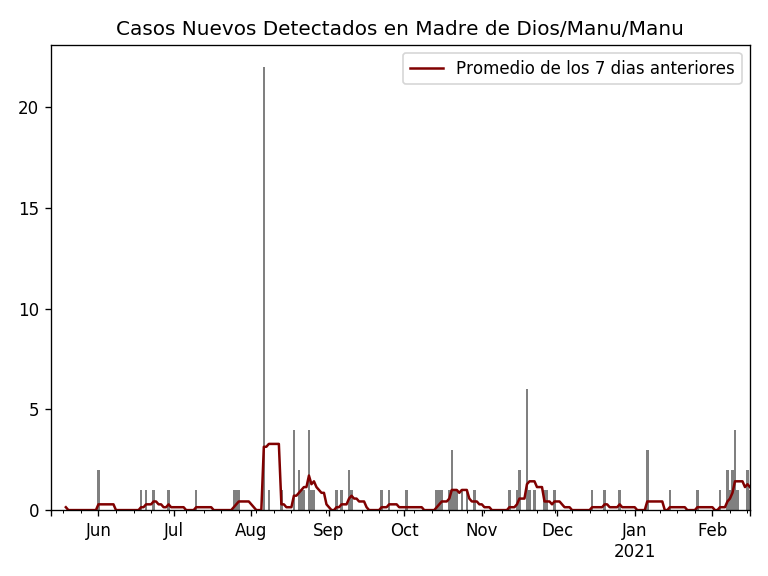 Casos Nuevos Detectados en Madre de Dios/Manu/Manu
Promedio de los 7 dias anteriores
20
15
10
5
0
Jun Jul Aug Sep Oct Nov Dec Jan Feb
2021